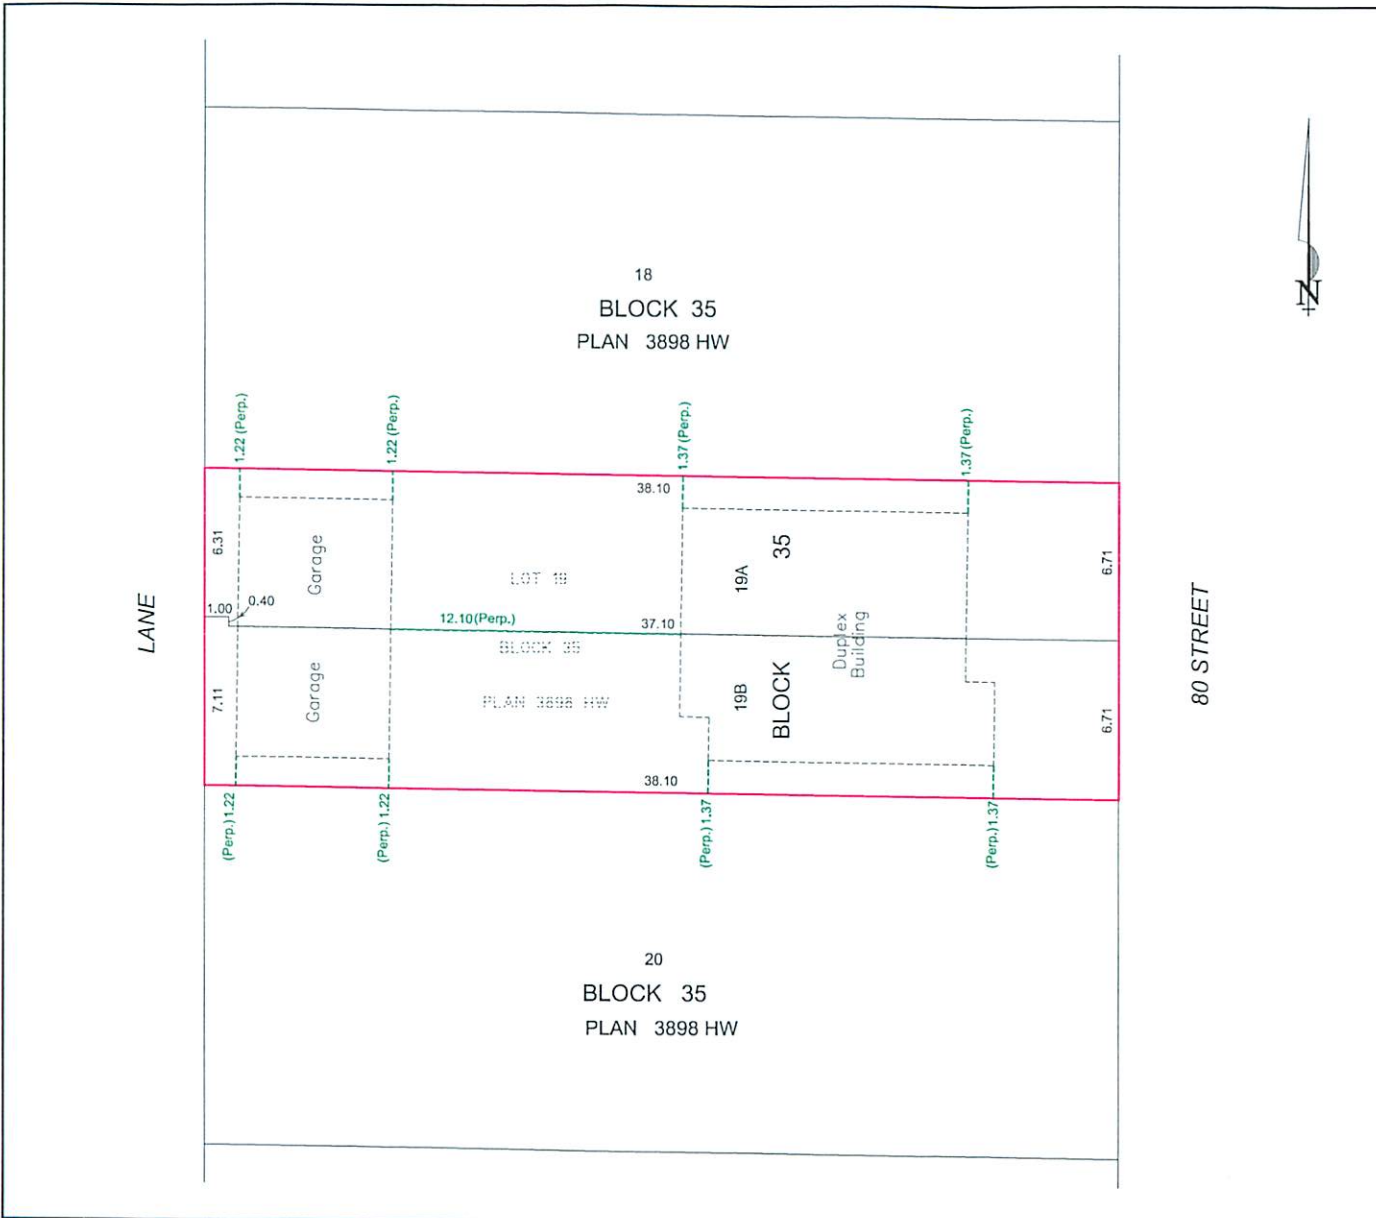 18
BLOCK 35
PLAN 3898 HW
N
1.22 (Perp.)
1.22 (Perp.)
1.37 (Perp.)
1.37 (Perp.)
38.10
6.31
Garage
LOT 19
19A
35
6.71
LANE
1.00
0.40
12.10(Perp.)
37.10
Duplex
Building
80 STREET
BLOCK 35
7.11
Garage
PLAN 3898 HW
19B
BLOCK
6.71
38.10
(Perp.) 1.22
(Perp.) 1.22
(Perp.) 1.37
(Perp.) 1.37
20
BLOCK 35
PLAN 3898 HW